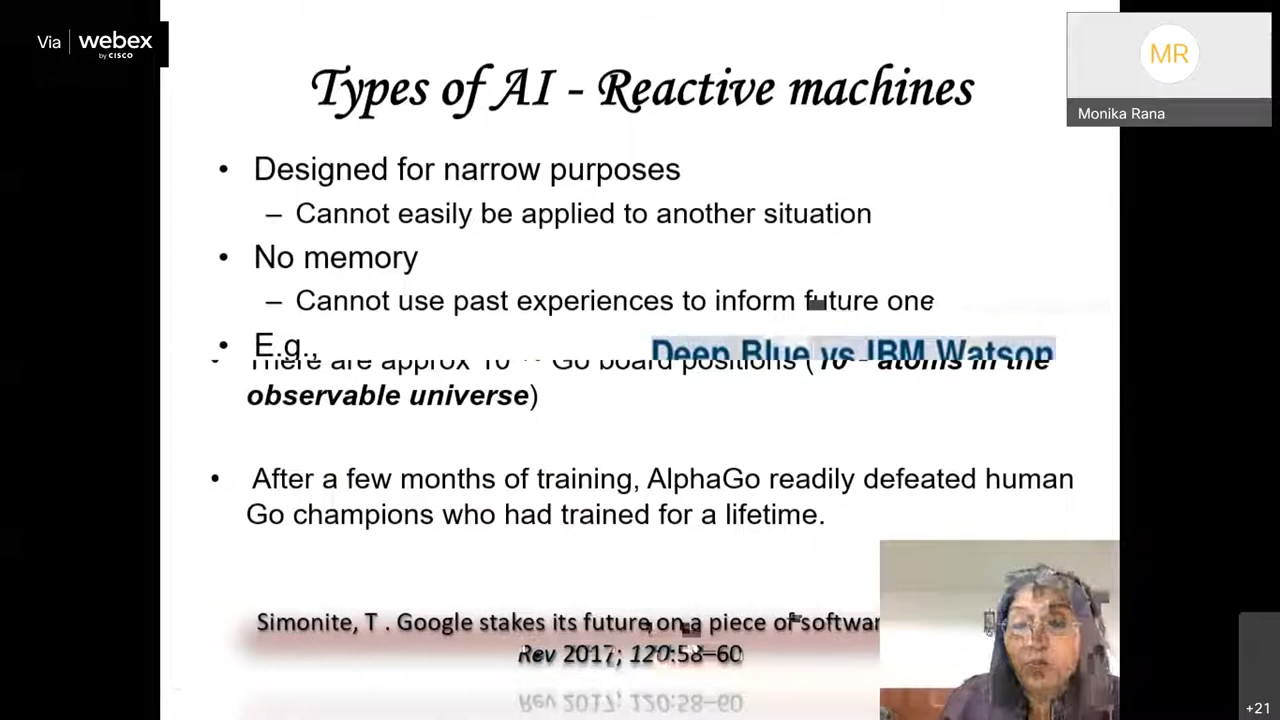 Via webex
by CISCO
MR
Monika Rana
Types of AI - Reactive machines
• Designed for narrow purposes
– Cannot easily be applied to another situation
• No memory
– Cannot use past experiences to inform future one
• E.g., Deep Blue vs IBM Watson
• There are approx 10 Go board positions (10 atoms in the
observable universe)
• After a few months of training, AlphaGo readily defeated human
Go champions who had trained for a lifetime.
Simonite, T . Google stakes its future on a piece of softwar
Rev 2017; 120:58–60
+21